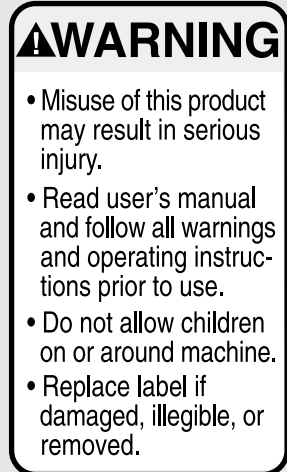 ⚠WARNING
• Misuse of this product
may result in serious
injury.
• Read user’s manual
and follow all warnings
and operating instruc-
tions prior to use.
• Do not allow children
on or around machine.
• Replace label if
damaged, illegible, or
removed.